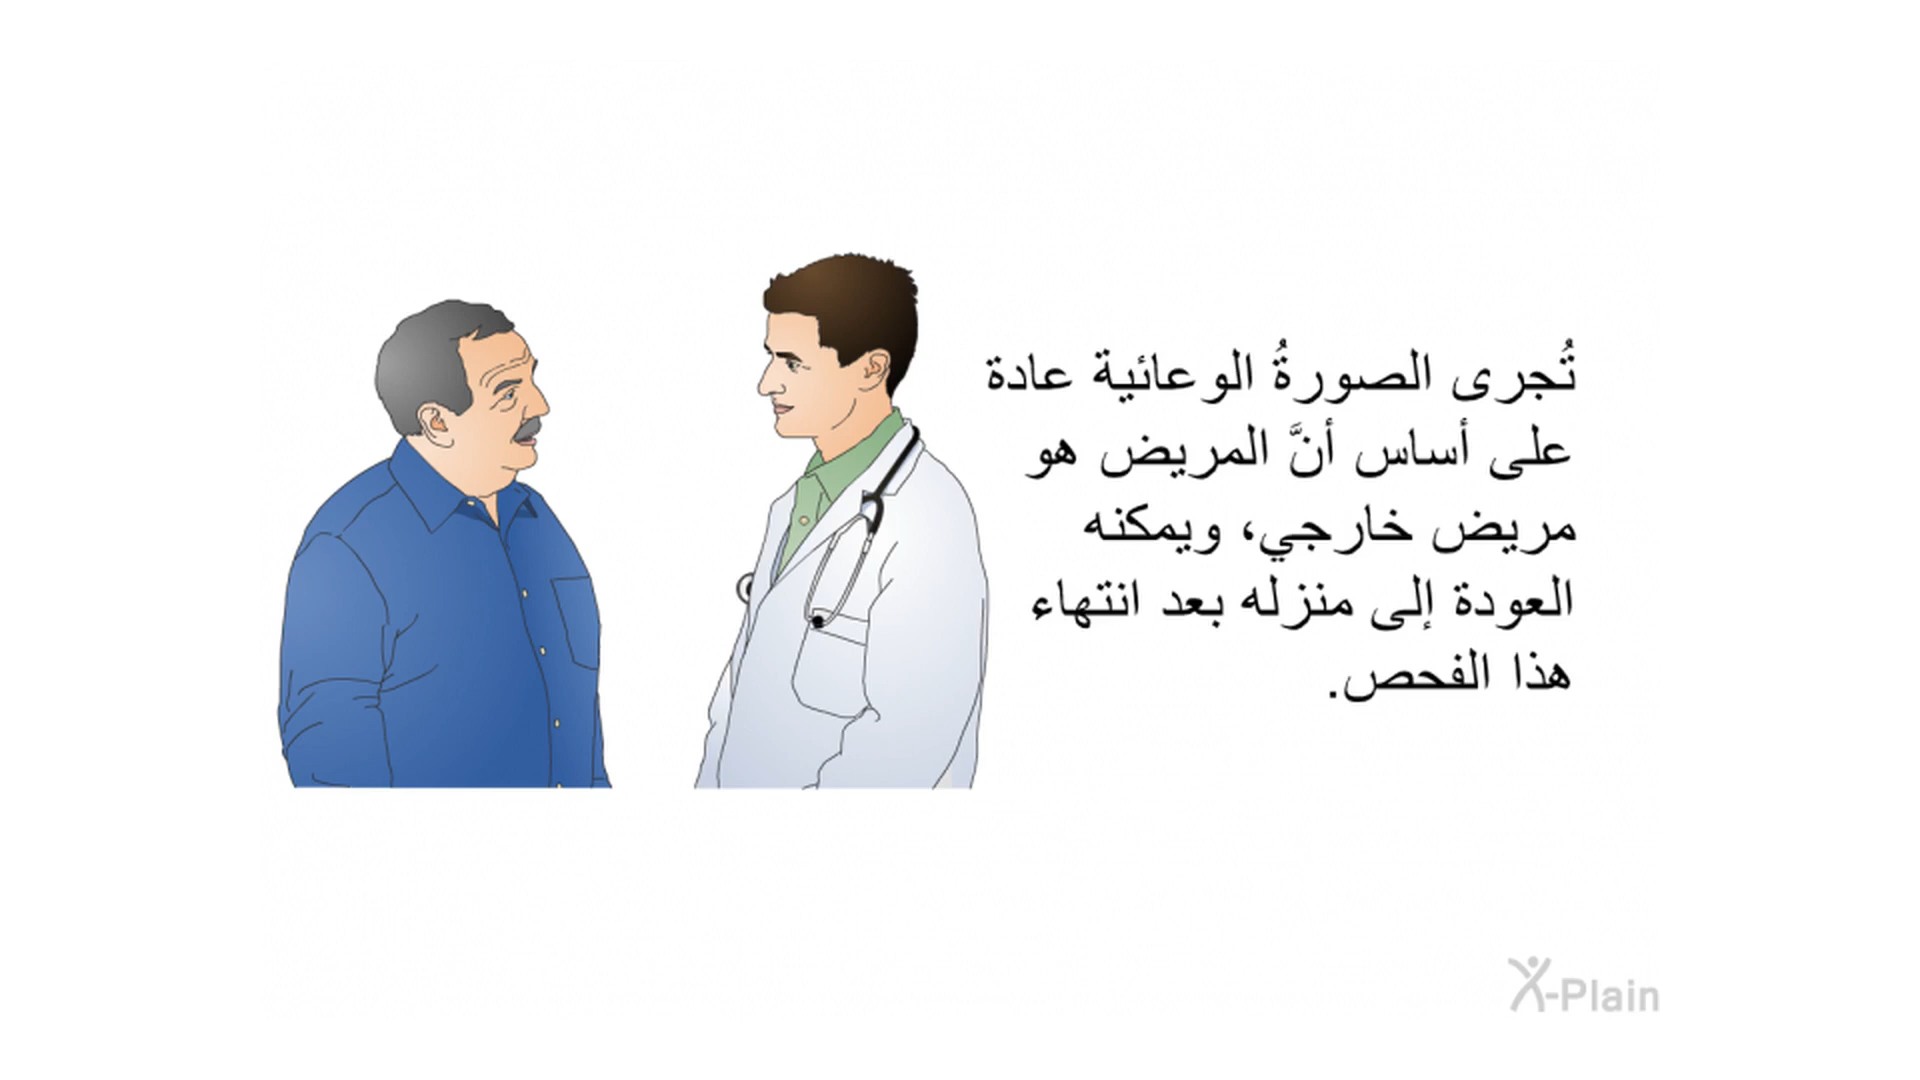 تُجرى الصورةُ الوعائية عادة
على أساس أنَّ المريض هو
مريض خارجي، ويمكنه
العودة إلى منزله بعد انتهاء
هذا الفحص.
X-Plain